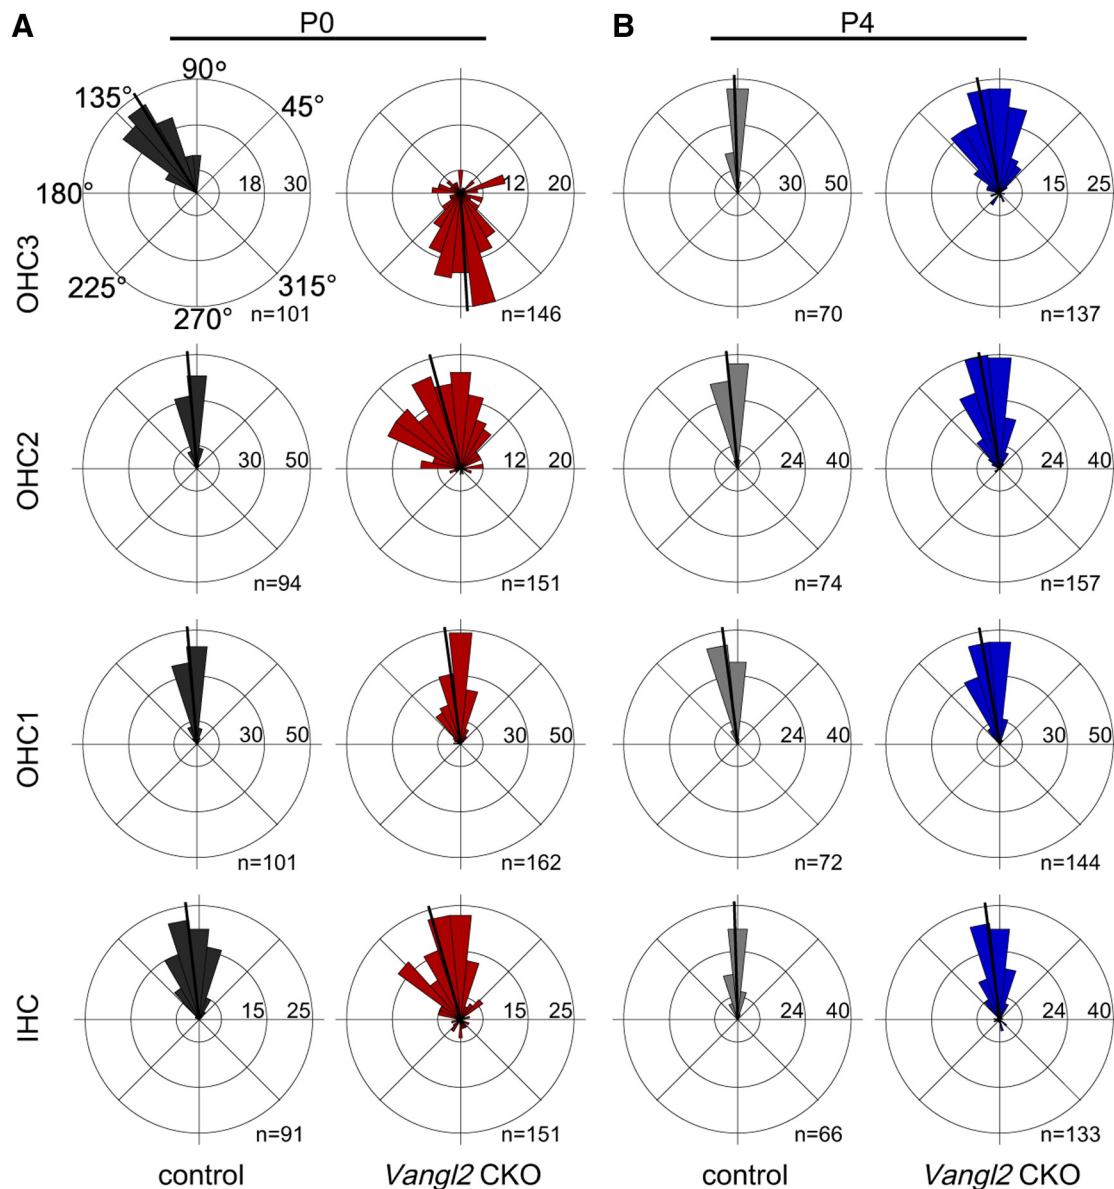 A P0 B P4
90°
135° 45°
180° 18 30 12 20 30 50 15 25
OHC3
225° 315°
270° n=101 n=146 n=70 n=137
OHC2
30 50 12 20 24 40 24 40
n=94 n=151 n=74 n=157
OHC1
30 50 30 50 24 40 30 50
n=101 n=162 n=72 n=144
IHC
15 25 15 25 24 40 24 40
n=91 n=151 n=66 n=133
control Vangl2 CKO control Vangl2 CKO